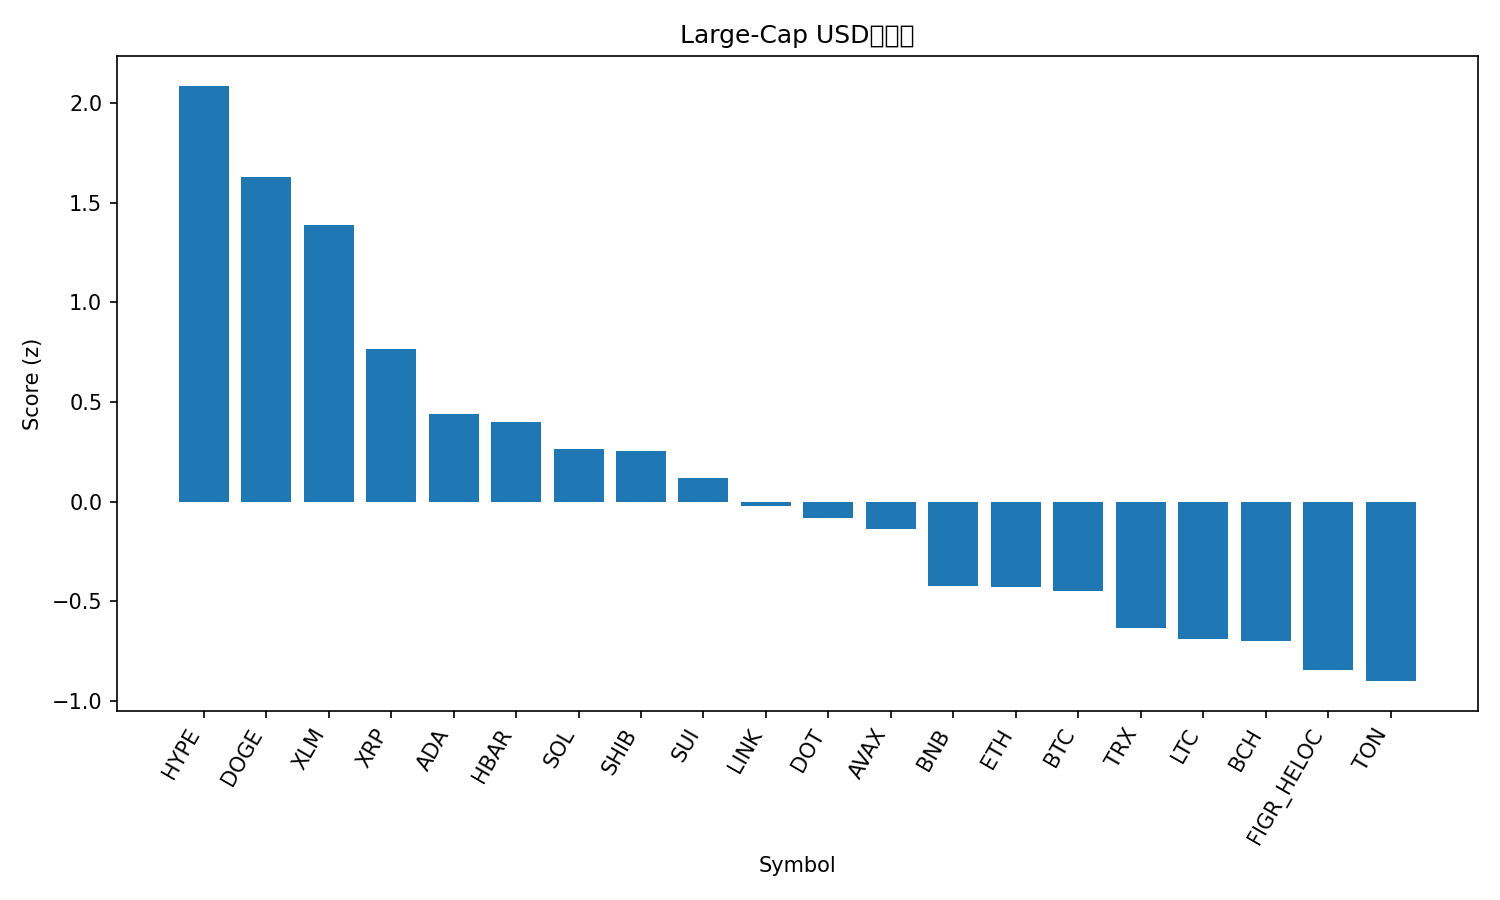 Large-Cap USD
Score (z)
2.0
1.5
1.0
0.5
0.0
−0.5
−1.0
HYPE
DOGE
XLM
XRP
ADA
HBAR
SOL
SHIB
SUI
LINK
DOT
AVAX
BNB
ETH
BTC
TRX
LTC
BCH
FIGR_HELOC
TON
Symbol